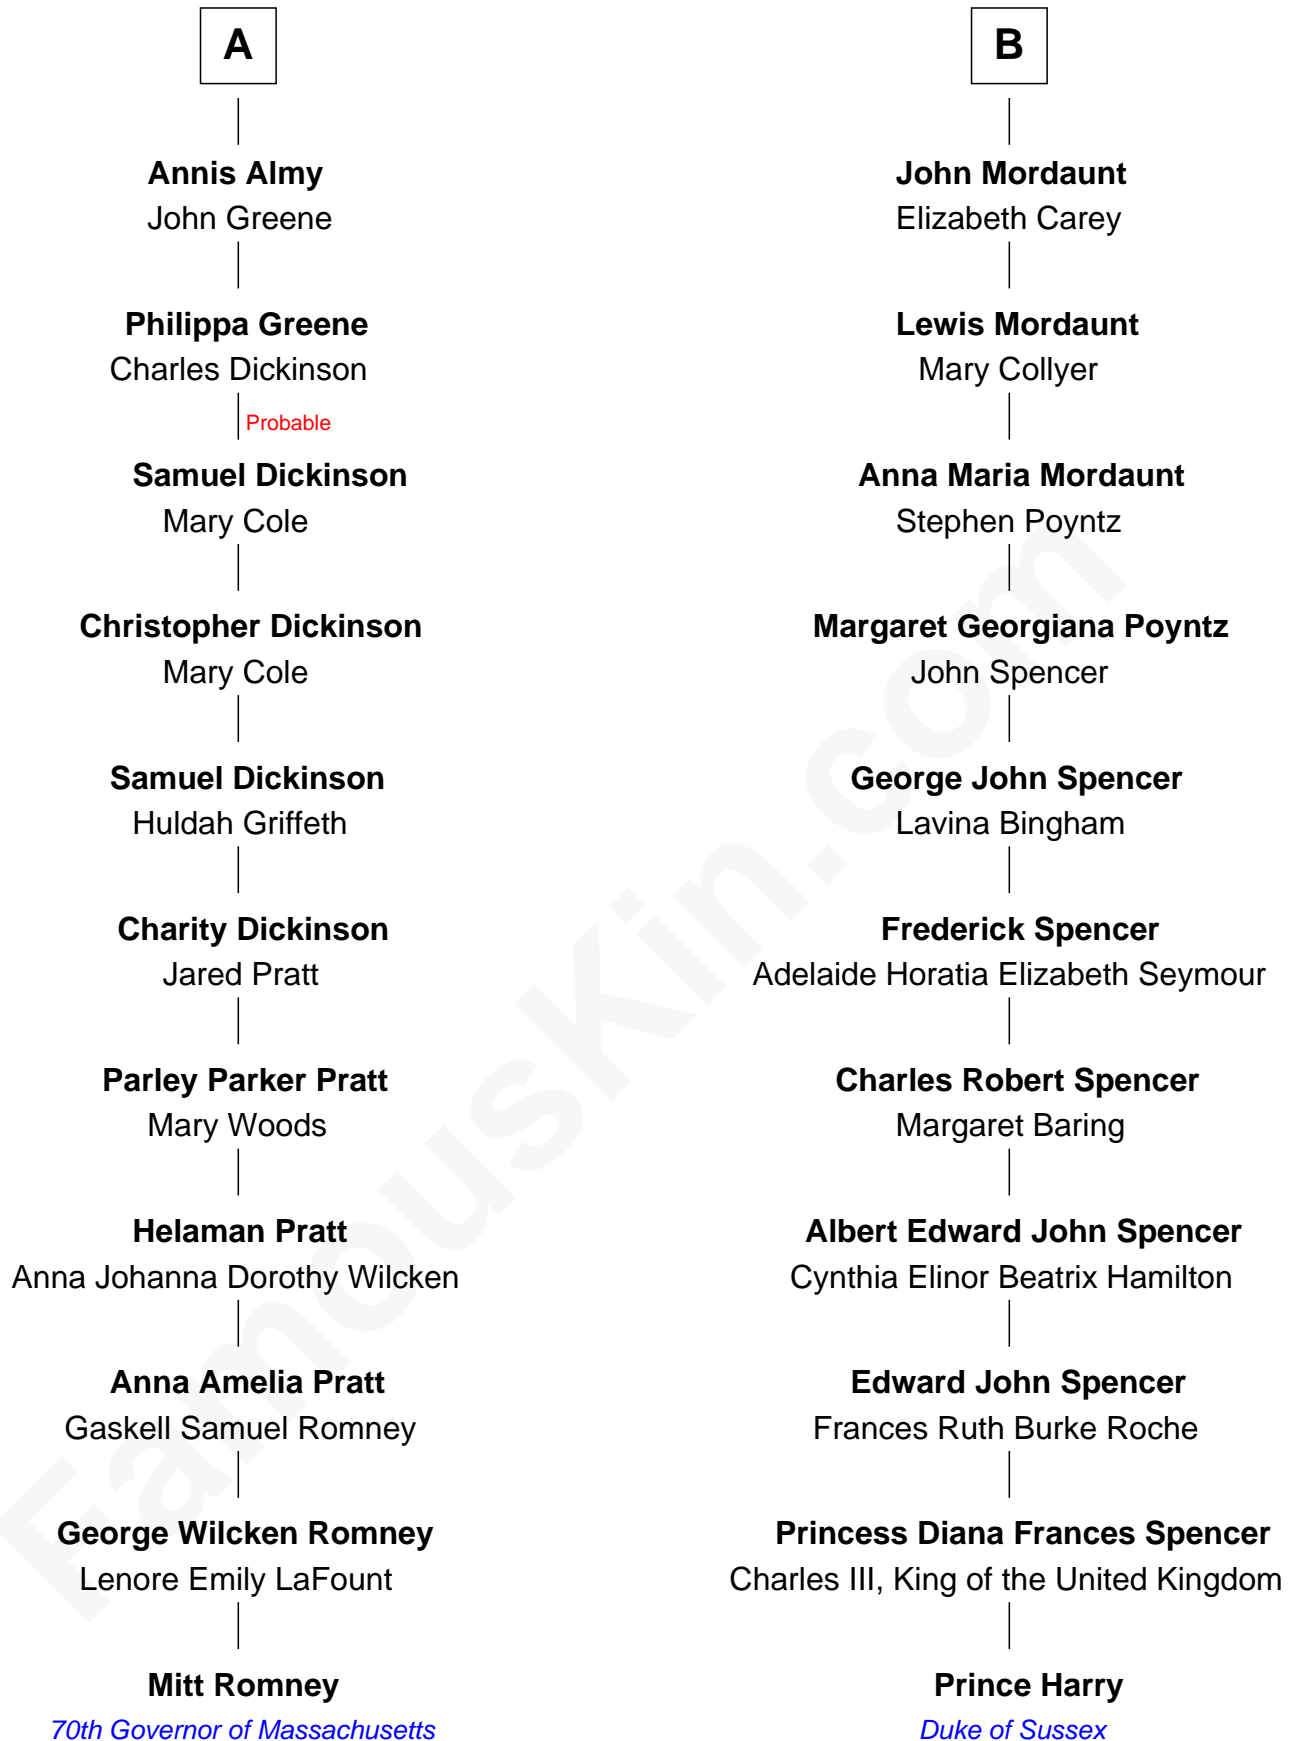 A
Annis Almy
John Greene
Philippa Greene
Charles Dickinson
Probable
Samuel Dickinson
Mary Cole
Christopher Dickinson
Mary Cole
Samuel Dickinson
Huldah Griffeth
Charity Dickinson
Jared Pratt
Parley Parker Pratt
Mary Woods
Helaman Pratt
Anna Johanna Dorothy Wilcken
Anna Amelia Pratt
Gaskell Samuel Romney
George Wilcken Romney
Lenore Emily LaFount
Mitt Romney
70th Governor of Massachusetts
B
John Mordaunt
Elizabeth Carey
Lewis Mordaunt
Mary Collyer
Anna Maria Mordaunt
Stephen Poyntz
Margaret Georgiana Poyntz
John Spencer
George John Spencer
Lavina Bingham
Frederick Spencer
Adelaide Horatia Elizabeth Seymour
Charles Robert Spencer
Margaret Baring
Albert Edward John Spencer
Cynthia Elinor Beatrix Hamilton
Edward John Spencer
Frances Ruth Burke Roche
Princess Diana Frances Spencer
Charles III, King of the United Kingdom
Prince Harry
Duke of Sussex
FamousKin.com